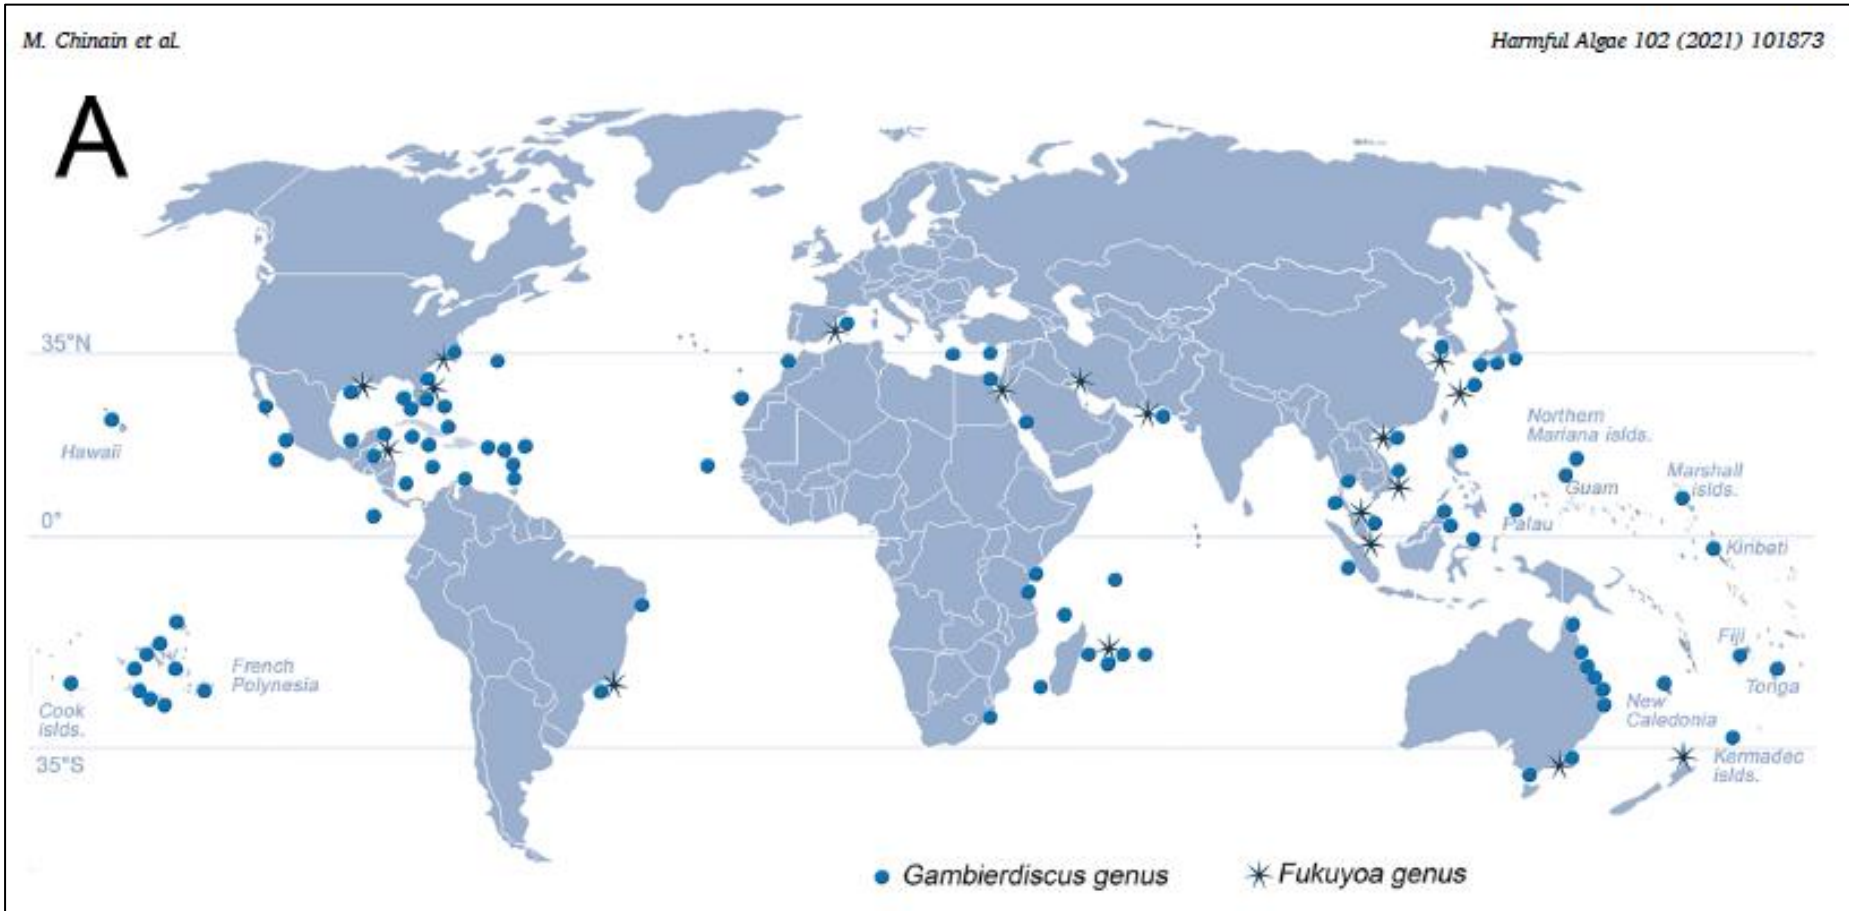 M. Chinain et al.
Harmful Algae 102 (2021) 101873
A
35°N
Hawaii
Northern
Mariana islds.
Guam
Marshall
islds.
0°
Palau
Kiribati
French
Polynesia
Cook
islds.
Fiji
Tonga
New
Caledonia
35°S
Kermadec
islds.
Gambierdiscus genus
Fukuyoa genus